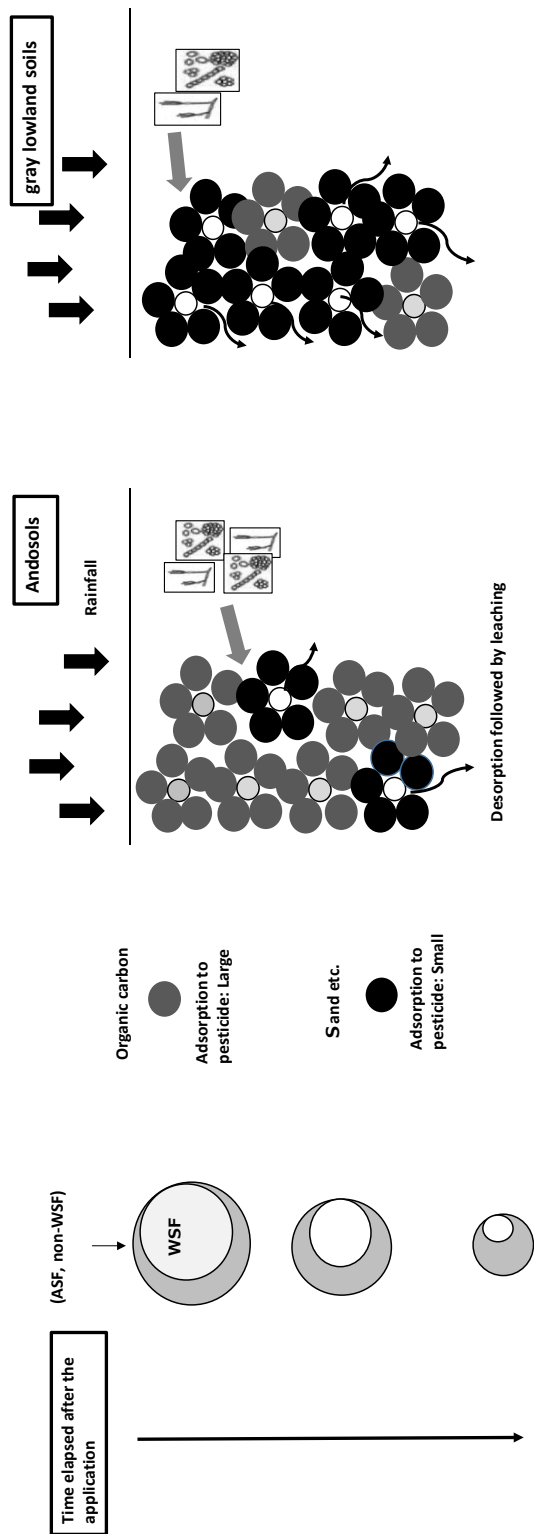 Time elapsed after the
application
(ASF, non-WSF)
WSF
Organic carbon
Adsorption to
pesticide: Large
Sand etc.
Adsorption to
pesticide: Small
Andosols
Rainfall
Desorption followed by leaching
gray lowland soils